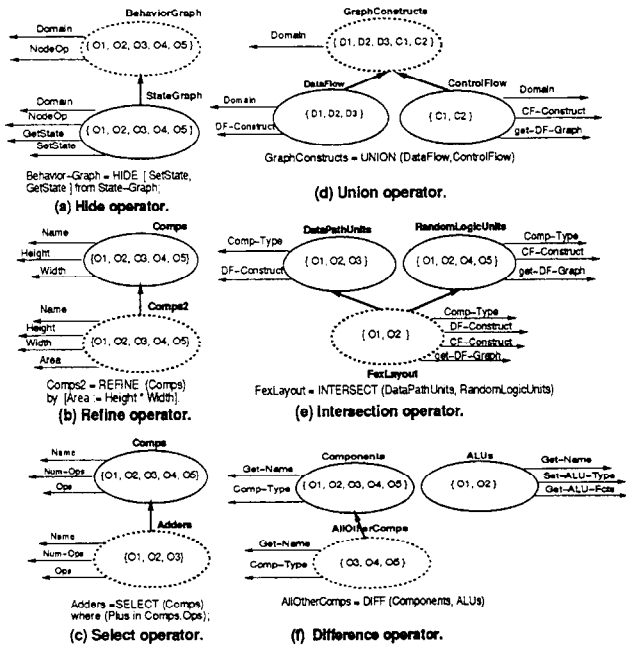 BehaviorGraph
Domain
NodeOp
{ O1, O2, O3, O4, O5 }
StateGraph
Domain
NodeOp
GetState
SetState
{ O1, O2, O3, O4, O5 }
Behavior-Graph = HIDE [ SetState,
GetState ] from State-Graph;
(a) Hide operator.
GraphConstructs
Domain
{ D1, D2, D3, C1, C2 }
DataFlow
Domain
DF-Construct
{ D1, D2, D3 }
ControlFlow
{ C1, C2 }
Domain
CF-Construct
get-DF-Graph
GraphConstructs = UNION (DataFlow,ControlFlow)
(d) Union operator.
Comps
Name
Height
Width
{O1, O2, O3, O4, O5}
Comps2
Name
Height
Width
Area
{O1, O2, O3, O4, O5}
Comps2 = REFINE (Comps)
by [Area := Height * Width].
(b) Refine operator.
DataPathUnits
Comp-Type
DF-Construct
{O1, O2, O3 }
RandomLogicUnits
{O1, O2, O4, O5 }
Comp-Type
CF-Construct
get-DF-Graph
{ O1, O2 }
Comp-Type
DF-Construct
CF-Construct
get-DF-Graph
FexLayout
FexLayout = INTERSECT (DataPathUnits, RandomLogicUnits)
(e) Intersection operator.
Comps
Name
Num-Ops
Ops
{O1, O2, O3, O4, O5}
Adders
Name
Num-Ops
Ops
{O1, O2, O3}
Adders =SELECT (Comps)
where (Plus in Comps.Ops);
(c) Select operator.
Components
Get-Name
Comp-Type
{O1, O2, O3, O4, O5 }
ALUs
{O1, O2 }
Get-Name
Set-ALU-Type
Get-ALU-Fcts
AllOtherComps
Get-Name
Comp-Type
{O3, O4, O5 }
AllOtherComps = DIFF (Components, ALUs)
(f) Difference operator.